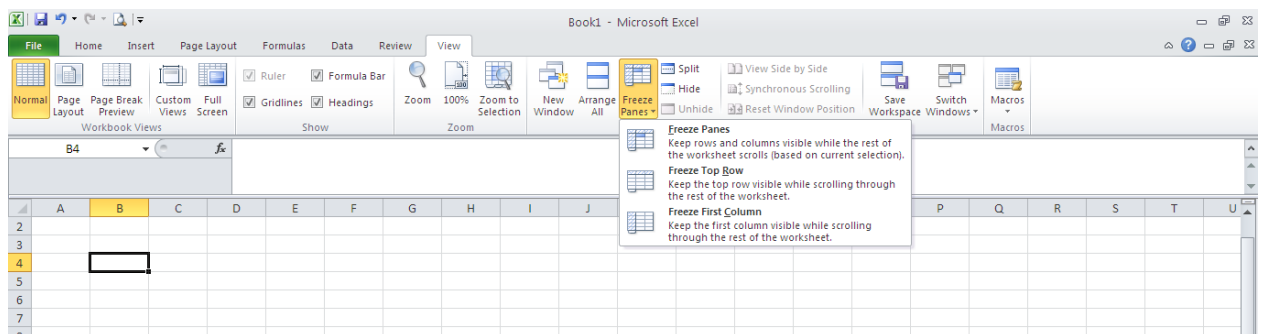 Book1 - Microsoft Excel
File Home Insert Page Layout Formulas Data Review View
Normal Page Layout Page Break Preview Custom Views Full Screen
Workbook Views
Ruler Formula Bar
Gridlines Headings
Show
Zoom 100% Zoom to Selection
Zoom
New Window Arrange All Freeze Panes
Split
Hide
Unhide
View Side by Side
Synchronous Scrolling
Reset Window Position
Save Workspace Switch Windows
Macros
Macros
Freeze Panes
Keep rows and columns visible while the rest of
the worksheet scrolls (based on current selection).
Freeze Top Row
Keep the top row visible while scrolling through
the rest of the worksheet.
Freeze First Column
Keep the first column visible while scrolling
through the rest of the worksheet.
B4 fx
A B C D E F G H I J P Q R S T U
2
3
4
5
6
7